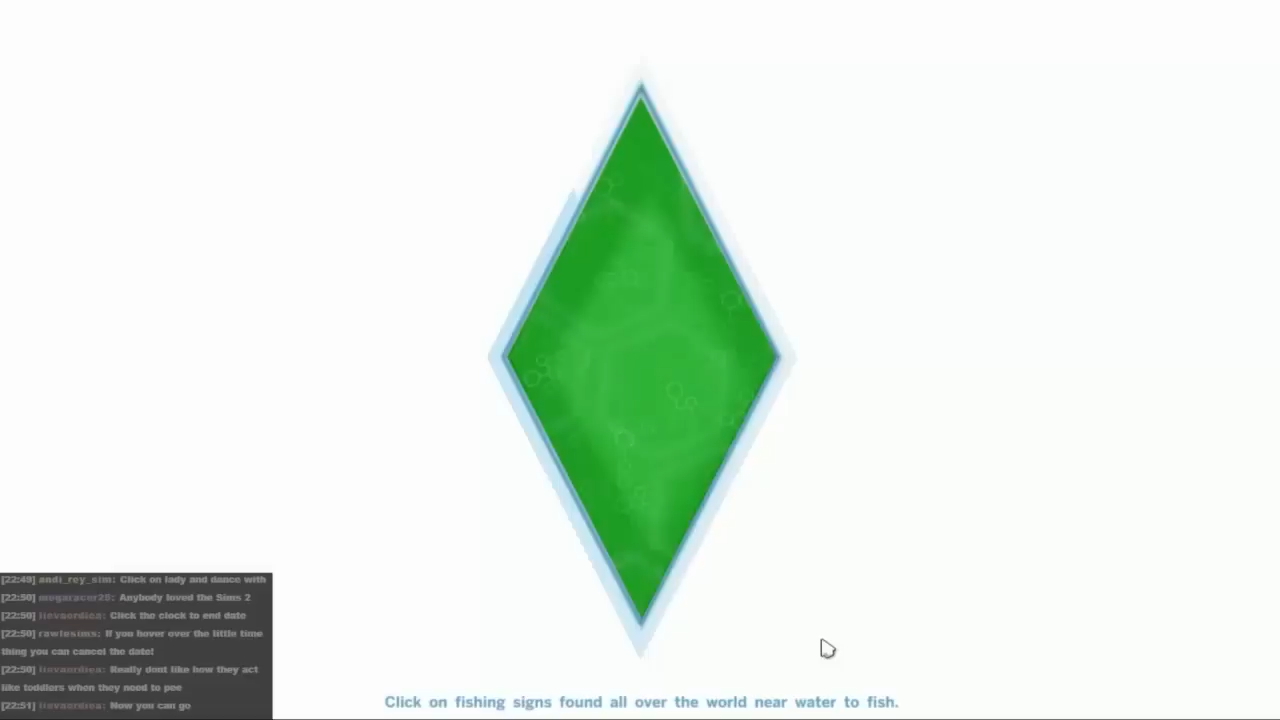 [22:49] andi_rey_sim: Click on lady and dance with
[22:50] megaracer25: Anybody loved the Sims 2
[22:50] Click the clock to end date
[22:50] rawlesims: If you hover over the little time
thing you can cancel the date!
[22:50] Really dont like how they act
like toddlers when they need to pee
[22:51] Now you can go
Click on fishing signs found all over the world near water to fish.